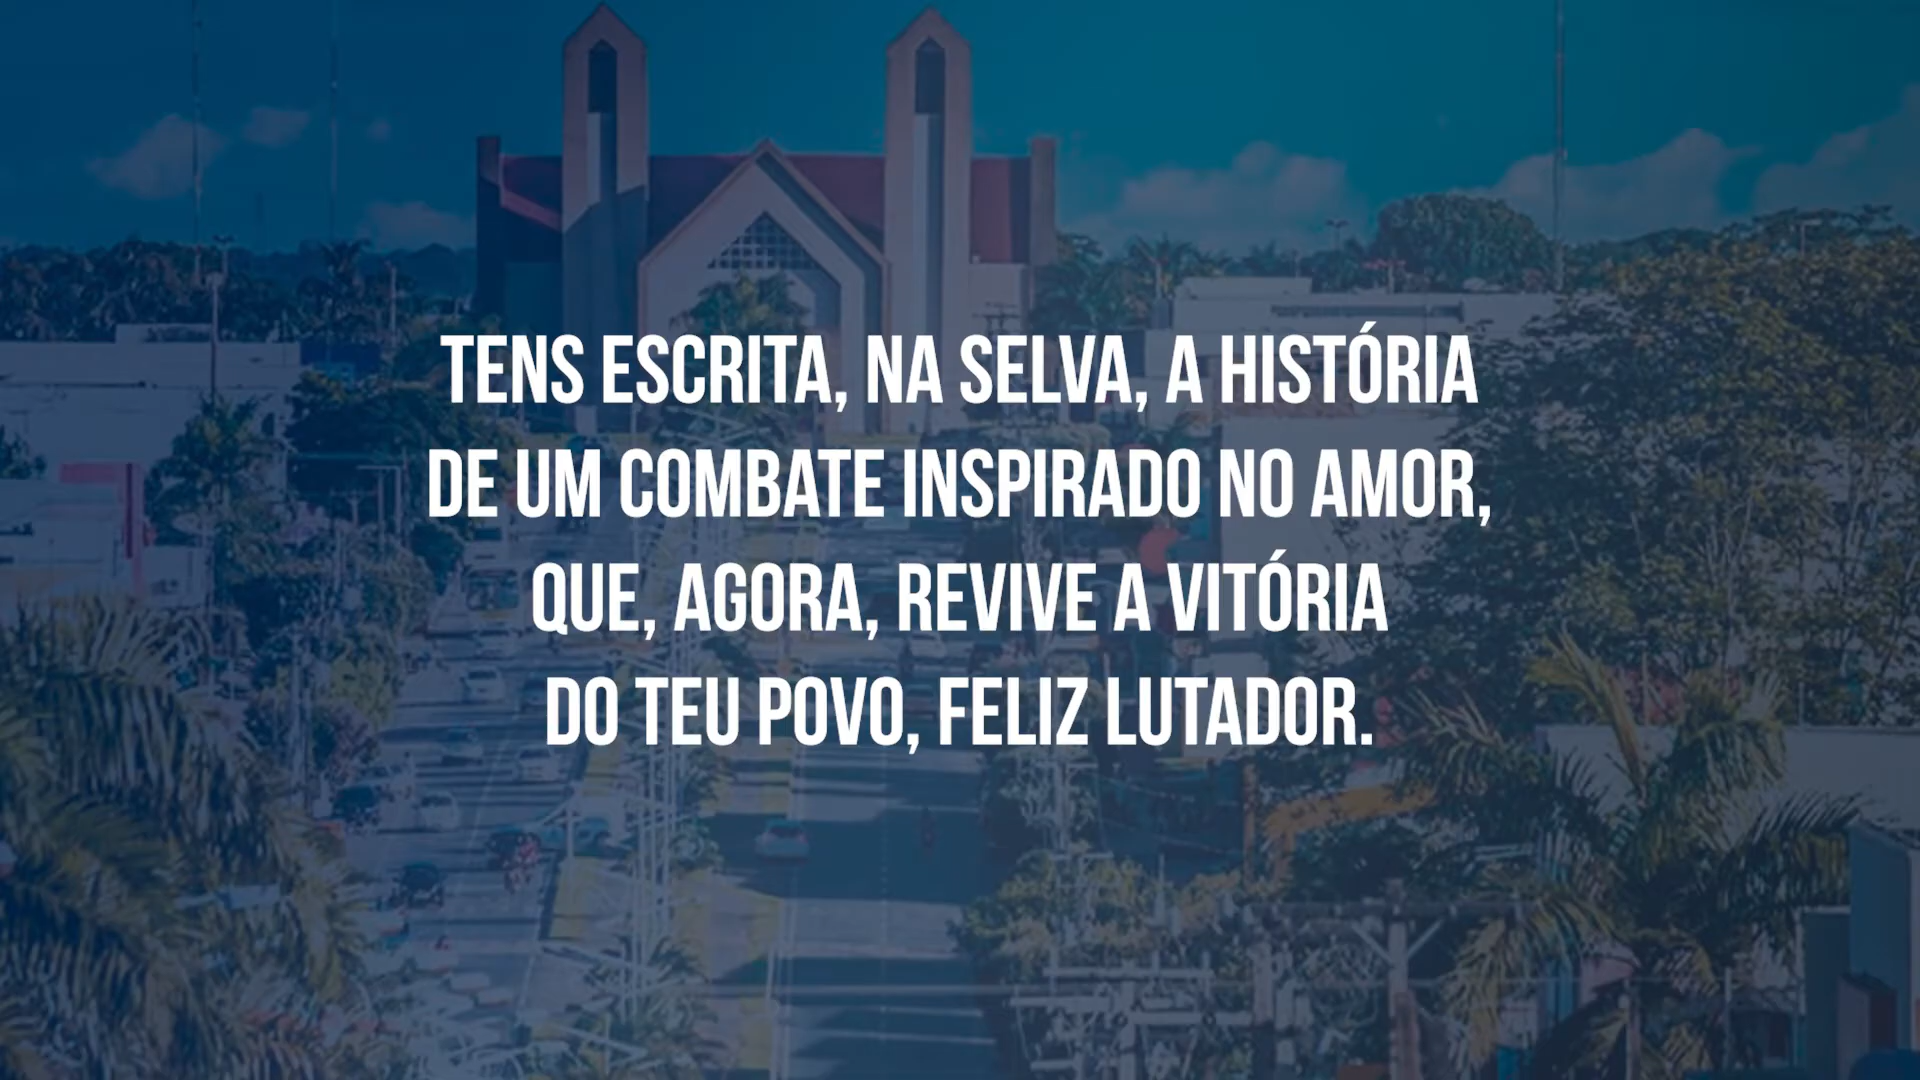 TENS ESCRITA, NA SELVA, A HISTÓRIA
DE UM COMBATE INSPIRADO NO AMOR,
QUE, AGORA, REVIVE A VITÓRIA
DO TEU POVO, FELIZ LUTADOR.